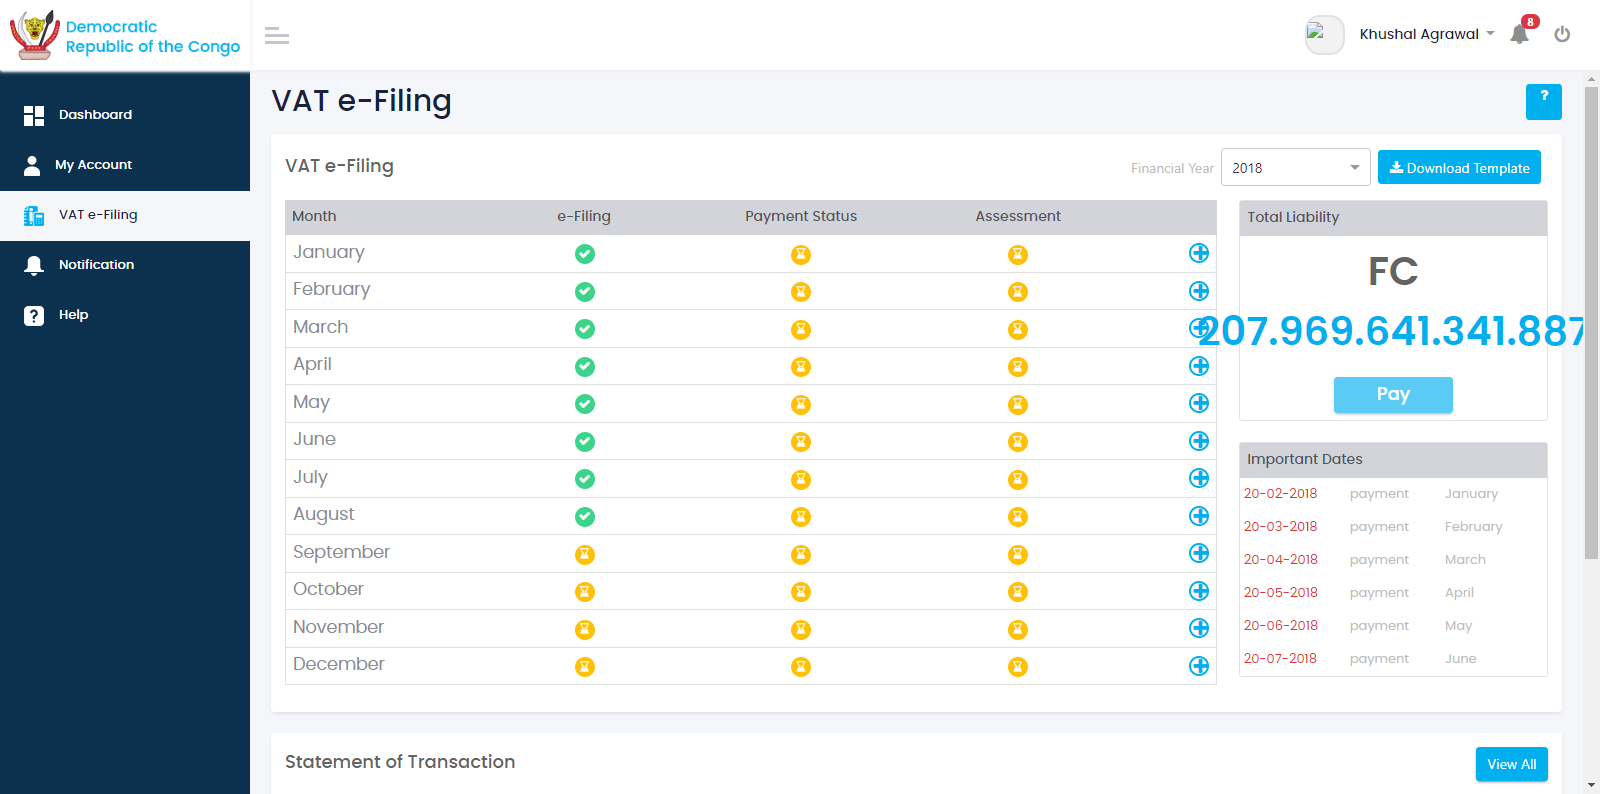 Democratic
Republic of the Congo
Khushal Agrawal
8
Dashboard
My Account
VAT e-Filing
Notification
Help
VAT e-Filing
?
VAT e-Filing
Financial Year
2018
Download Template
Month e-Filing Payment Status Assessment
January
February
March
April
May
June
July
August
September
October
November
December
Total Liability
FC
207.969.641.341.887
Pay
Important Dates
20-02-2018 payment January
20-03-2018 payment February
20-04-2018 payment March
20-05-2018 payment April
20-06-2018 payment May
20-07-2018 payment June
Statement of Transaction
View All